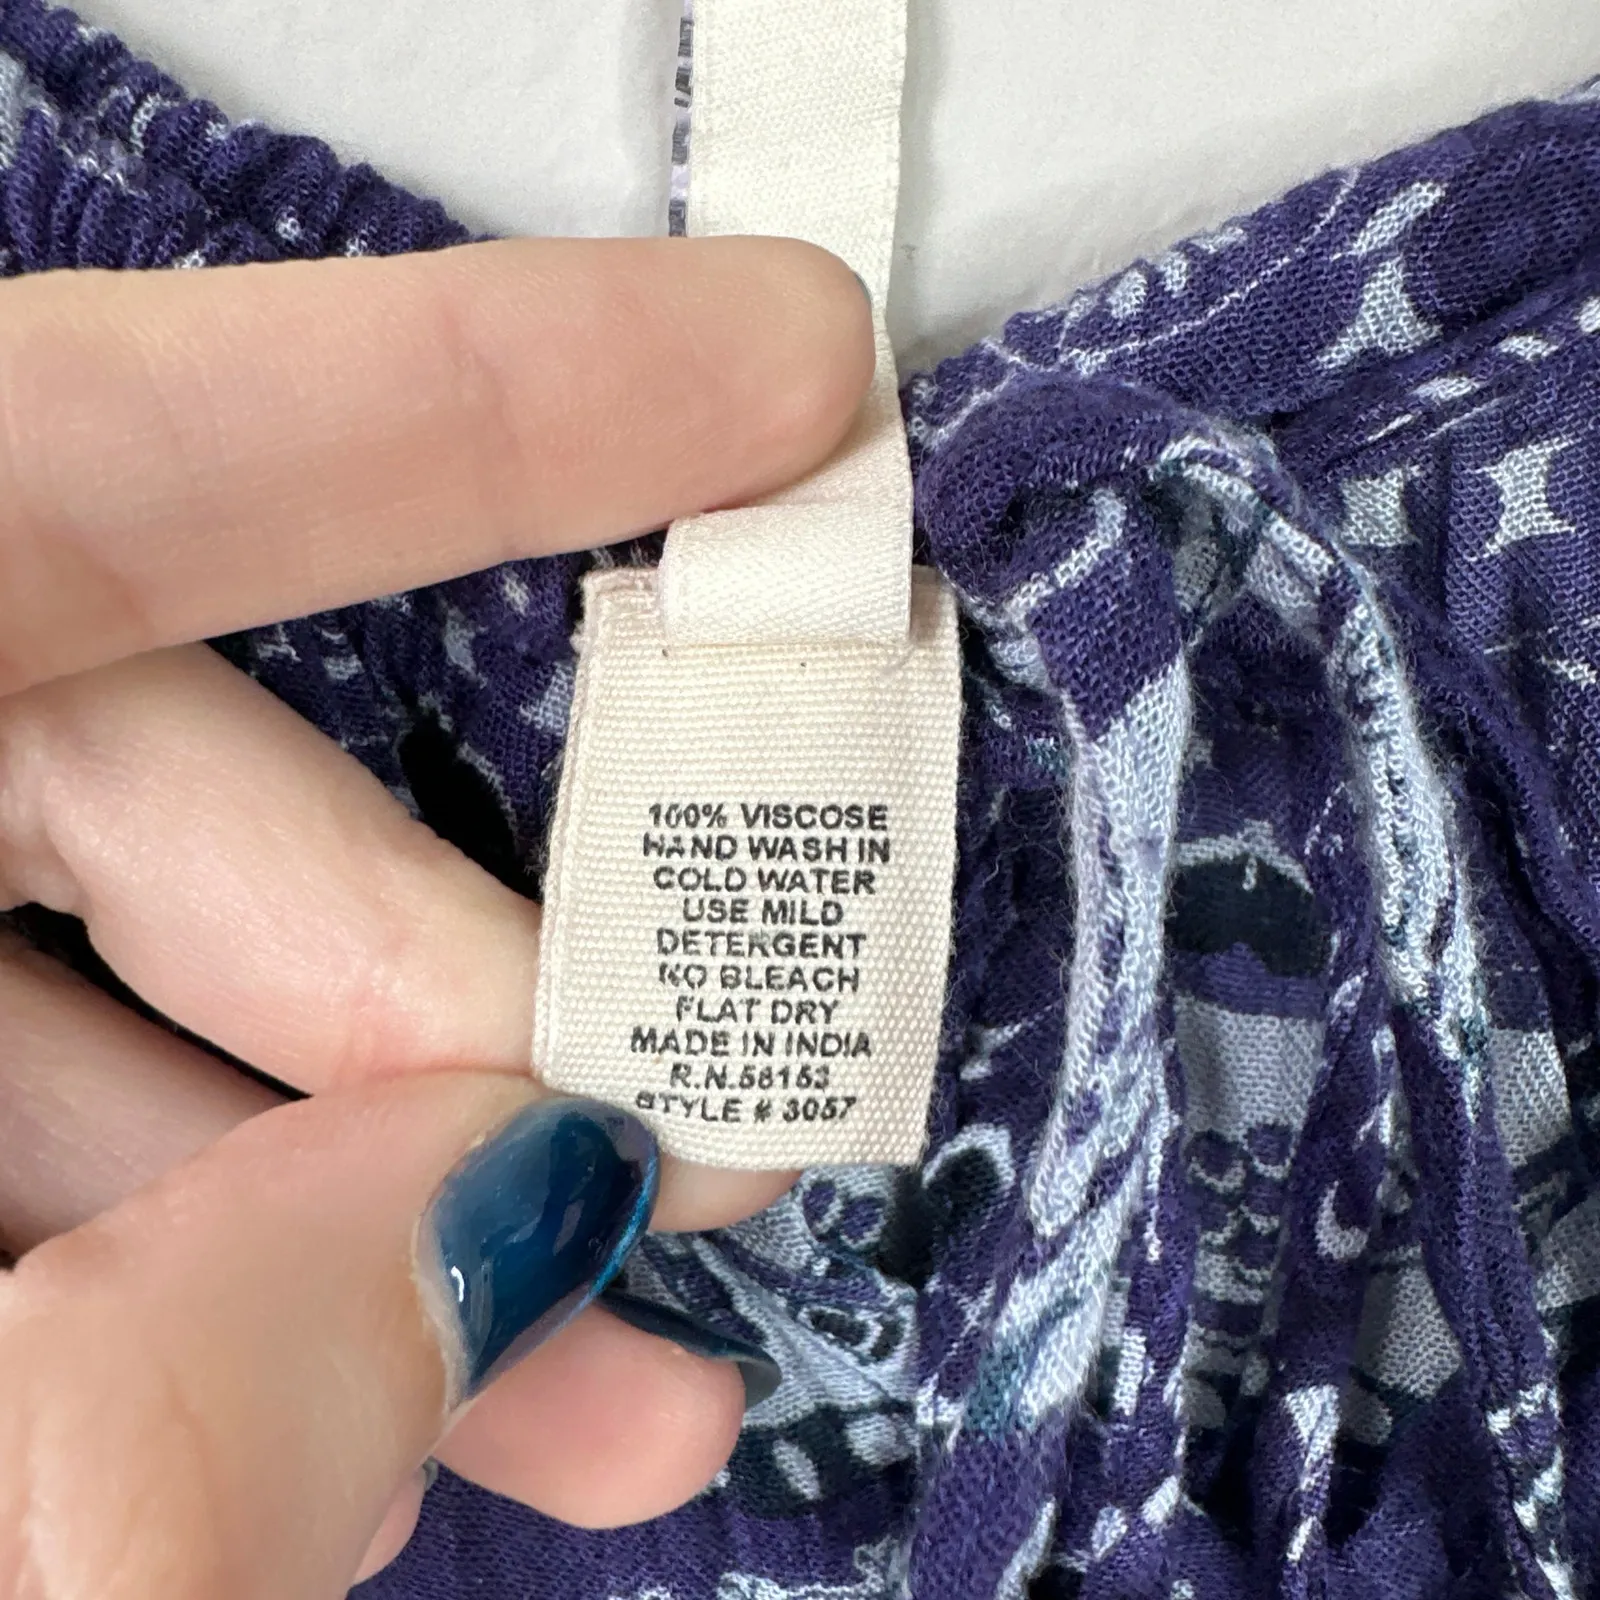 100% VISCOSE
HAND WASH IN
COLD WATER
USE MILD
DETERGENT
NO BLEACH
FLAT DRY
MADE IN INDIA
R.N.58153
STYLE # 3057